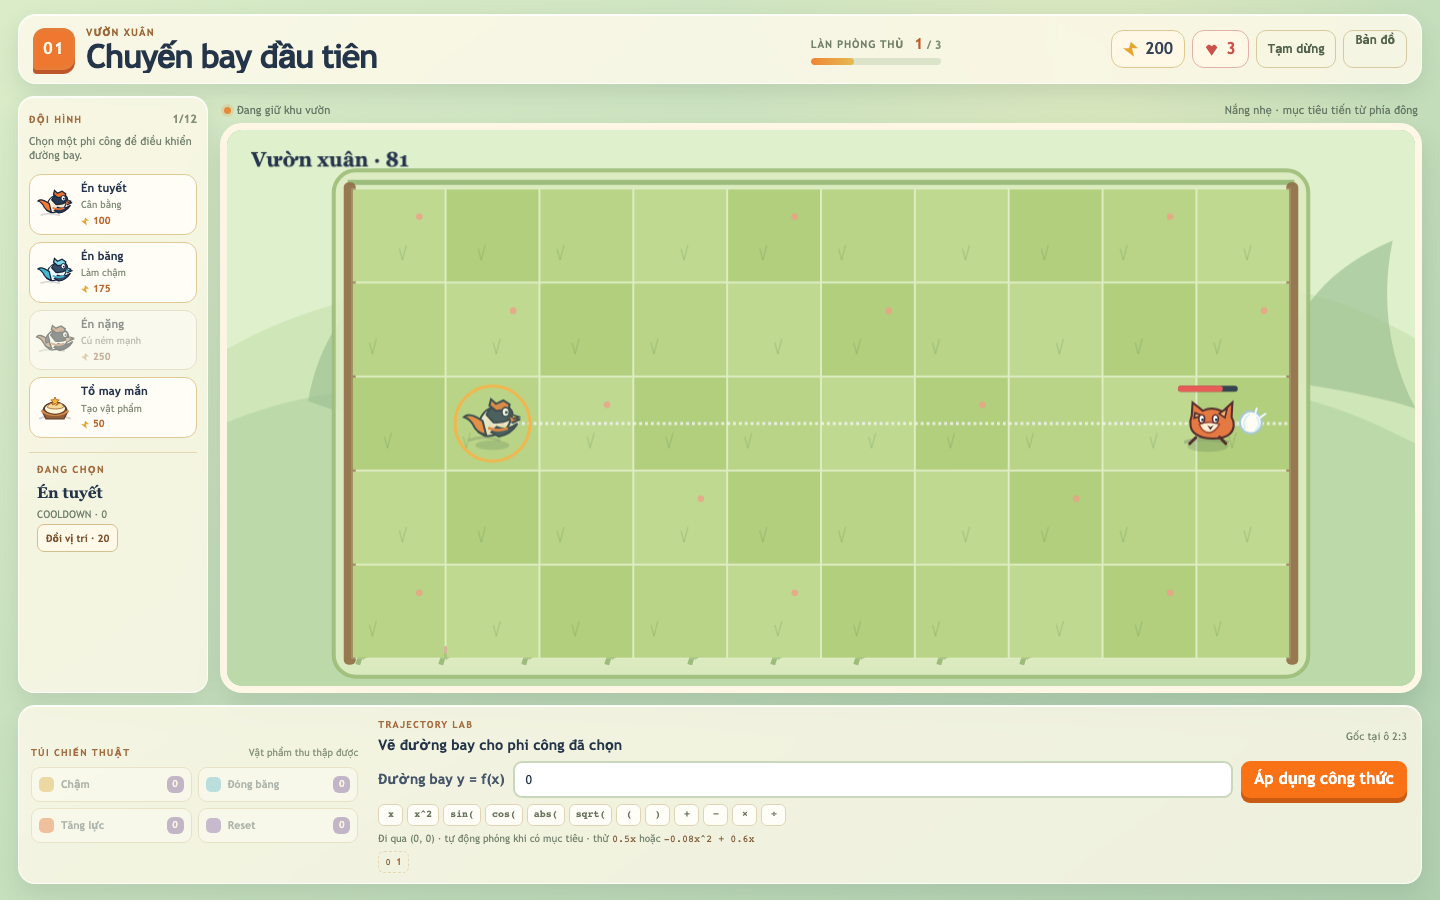 01
VƯỜN XUÂN
Chuyến bay đầu tiên
LÀN PHÒNG THỦ 1 / 3
200
3
Tạm dừng
Bản đồ
ĐỘI HÌNH 1/12
Chọn một phi công để điều khiển
đường bay.
Én tuyết
Cân bằng
100
Én băng
Làm chậm
175
Én nặng
Cú ném mạnh
250
Tổ may mắn
Tạo vật phẩm
50
ĐANG CHỌN
Én tuyết
COOLDOWN · 0
Đổi vị trí · 20
Đang giữ khu vườn
Nắng nhẹ · mục tiêu tiến từ phía đông
Vườn xuân · 81
TÚI CHIẾN THUẬT
Vật phẩm thu thập được
Chậm 0
Đóng băng 0
Tăng lực 0
Reset 0
TRAJECTORY LAB
Vẽ đường bay cho phi công đã chọn
Gốc tại ô 2:3
Đường bay y = f(x) 0
Áp dụng công thức
x x^2 sin( cos( abs( sqrt( ( ) + − × ÷
Đi qua (0, 0) · tự động phóng khi có mục tiêu · thử 0.5x hoặc −0.08x^2 + 0.6x
0 1